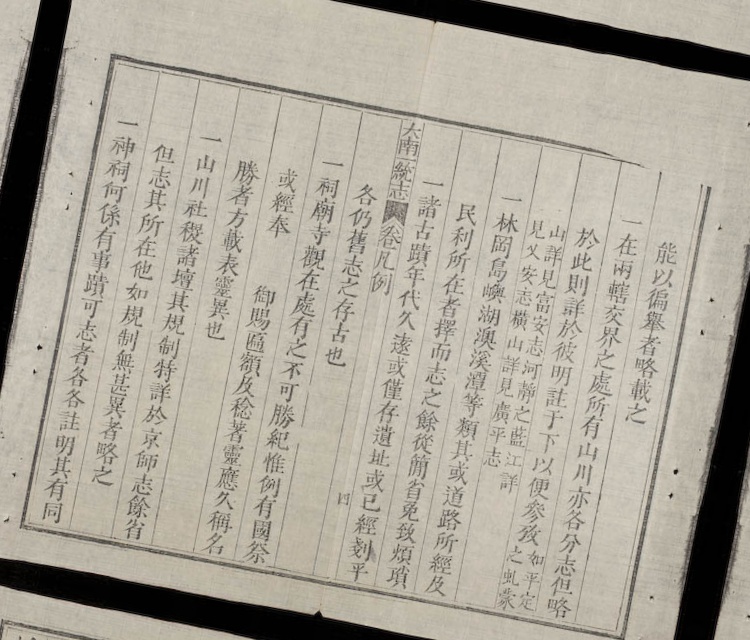 能以徧舉者略載之
一在兩轄交界之處所有山川亦各分志但略
於此則詳於彼明註于下以便參攷如平定之虬蒙
山詳見富安志河靜之藍江詳
見乂安志橫山詳見廣平志
一林岡島嶼湖澳溪潭等類其或道路所經及
民利所在者擇而志之餘從簡省免致煩瑣
一諸古蹟年代久遠或僅存遺址或已經剗平
大南一統志 卷凡例 四
各仍舊志之存古也
一祠廟寺觀在處有之不可勝紀惟例有國祭
或經奉 御賜匾額及稔著靈應久稱名
勝者方載表靈異也
一山川社稷諸壇其規制特詳於京師志餘省
但志其所在他如規制無甚異者略之
一神祠何係有事蹟可志者各各註明其有同